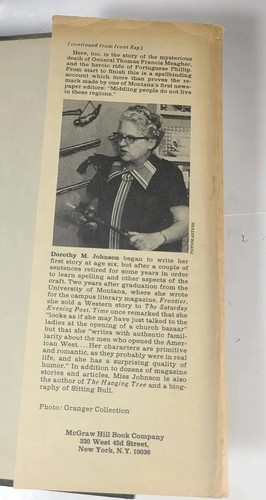 (continued from front flap)
Here, too, is the story of the mysterious
death of General Thomas Francis Meagher,
and the heroic ride of Portuguese Phillip.
From start to finish this is a spellbinding
account which more than proves the re-
mark made by one of Montana's first news-
paper editors: "Middling people do not live
in these regions."
Dorothy M. Johnson began to write her
first story at age six, but after a couple of
sentences retired for some years in order
to learn spelling and other aspects of the
craft. Two years after graduation from the
University of Montana, where she wrote
for the campus literary magazine, Frontier,
she sold a Western story to The Saturday
Evening Post. Time once remarked that she
"looks as if she may have just talked to the
ladies at the opening of a church bazaar"
but that she "writes with authentic famil-
iarity about the men who opened the Amer-
ican West. . . . Her characters are primitive
and romantic, as they probably were in real
life, and she has a surprising quality of
humor." In addition to dozens of magazine
stories and articles, Miss Johnson is also
the author of The Hanging Tree and a biog-
raphy of Sitting Bull.
Photo: Granger Collection
McGraw Hill Book Company
330 West 42d Street,
New York, N.Y. 10036